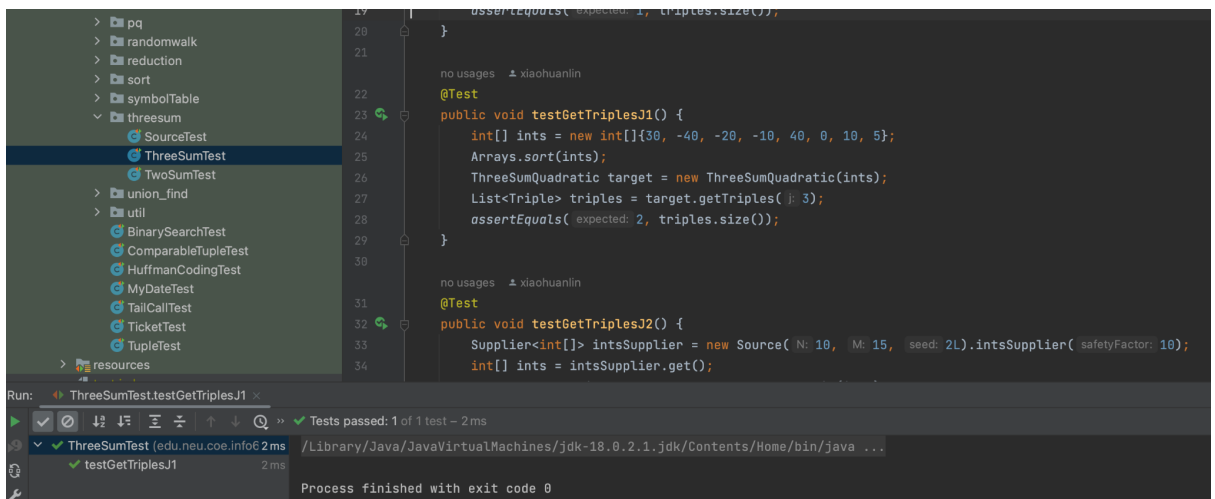 pq
randomwalk
reduction
sort
symbolTable
threesum
SourceTest
ThreeSumTest
TwoSumTest
union_find
util
BinarySearchTest
ComparableTupleTest
HuffmanCodingTest
MyDateTest
TailCallTest
TicketTest
TupleTest
resources
19 assertEquals( expected: 1, triples.size());
20 }
21
no usages xiaohuanlin
22 @Test
23 public void testGetTriplesJ1() {
24 int[] ints = new int[]{30, -40, -20, -10, 40, 0, 10, 5};
25 Arrays.sort(ints);
26 ThreeSumQuadratic target = new ThreeSumQuadratic(ints);
27 List<Triple> triples = target.getTriples( j: 3);
28 assertEquals( expected: 2, triples.size());
29 }
30
no usages xiaohuanlin
31 @Test
32 public void testGetTriplesJ2() {
33 Supplier<int[]> intsSupplier = new Source( N: 10, M: 15, seed: 2L).intsSupplier( safetyFactor: 10);
34 int[] ints = intsSupplier.get();
Run: ThreeSumTest.testGetTriplesJ1 ×
>> Tests passed: 1 of 1 test – 2 ms
ThreeSumTest (edu.neu.coe.info6 2 ms /Library/Java/JavaVirtualMachines/jdk-18.0.2.1.jdk/Contents/Home/bin/java ...
testGetTriplesJ1 2 ms
Process finished with exit code 0